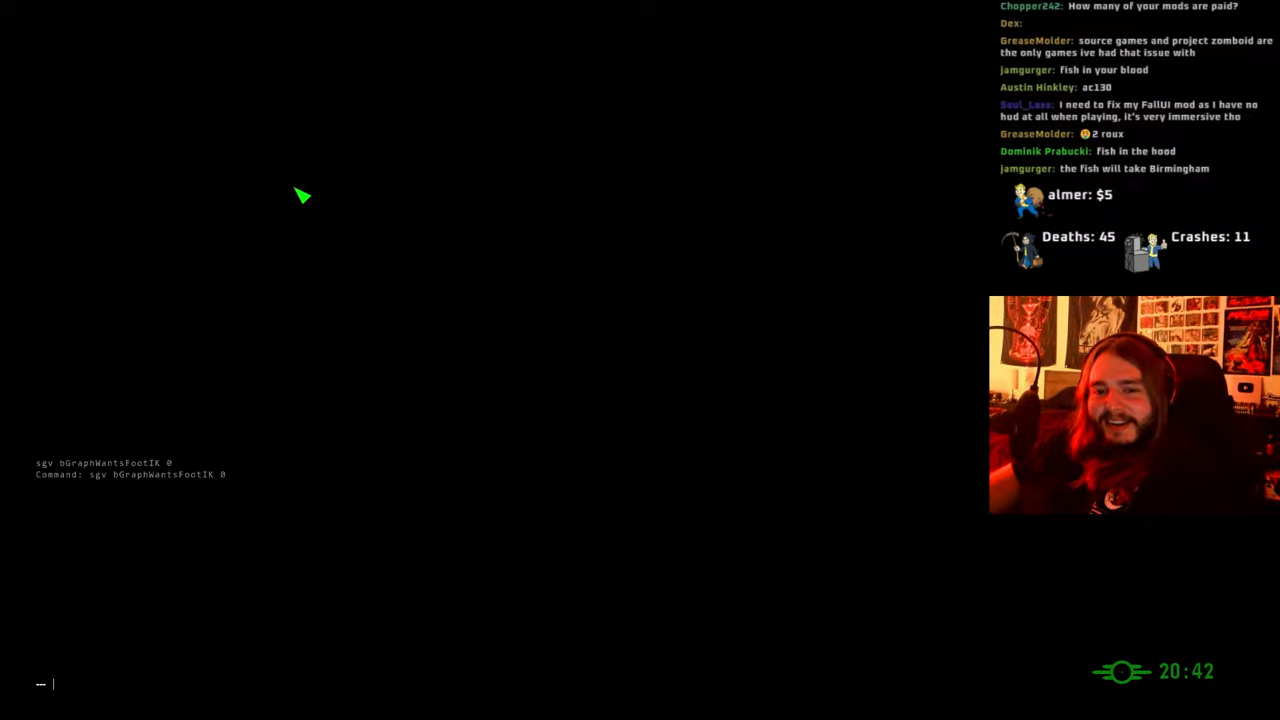 Chopper242: How many of your mods are paid?
Dex:
GreaseMolder: source games and project zomboid are
the only games ive had that issue with
jamgurger: fish in your blood
Austin Hinkley: ac130
Soul_Loss: I need to fix my FallUI mod as I have no
hud at all when playing, it's very immersive tho
GreaseMolder: 2 roux
Dominik Prabucki: fish in the hood
jamgurger: the fish will take Birmingham
almer: $5
Deaths: 45
Crashes: 11
sgv bGraphWantsFootIK 0
Command: sgv bGraphWantsFootIK 0
20:42